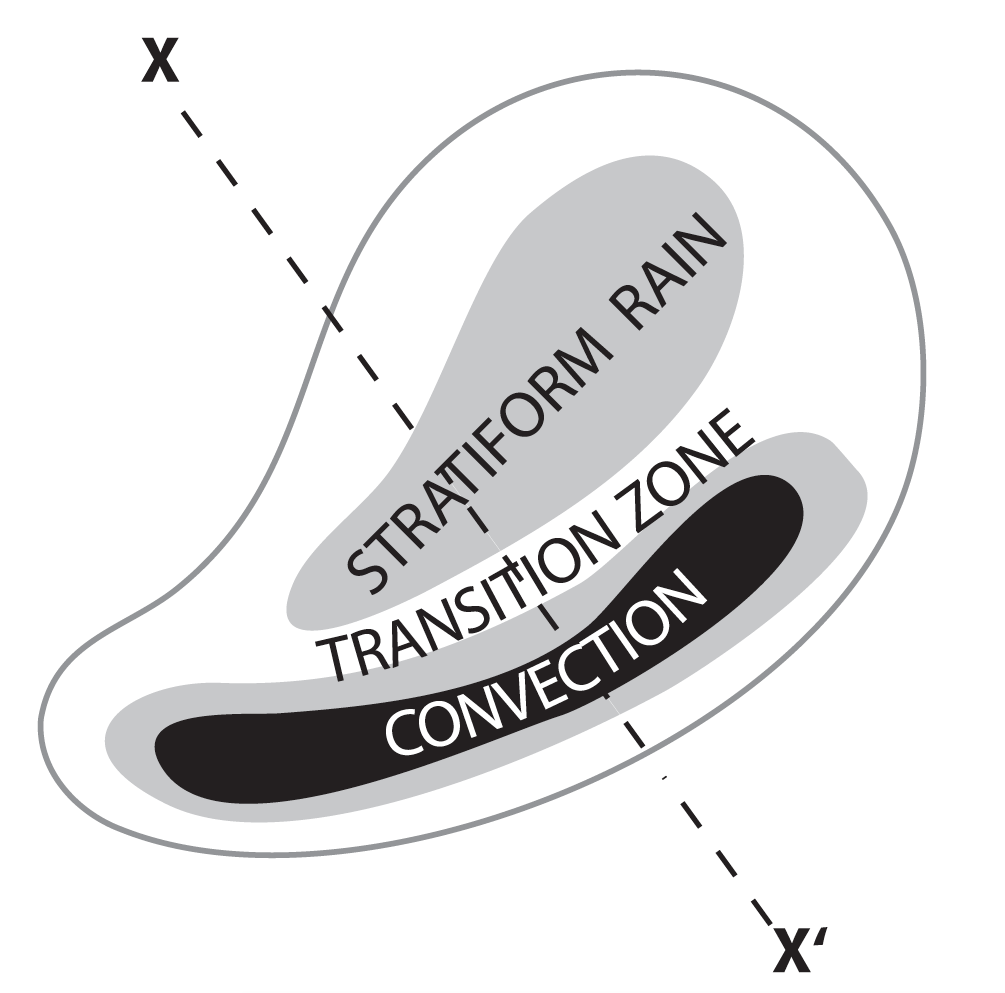 X
STRATIFORM RAIN
TRANSITION ZONE
CONVECTION
X‘